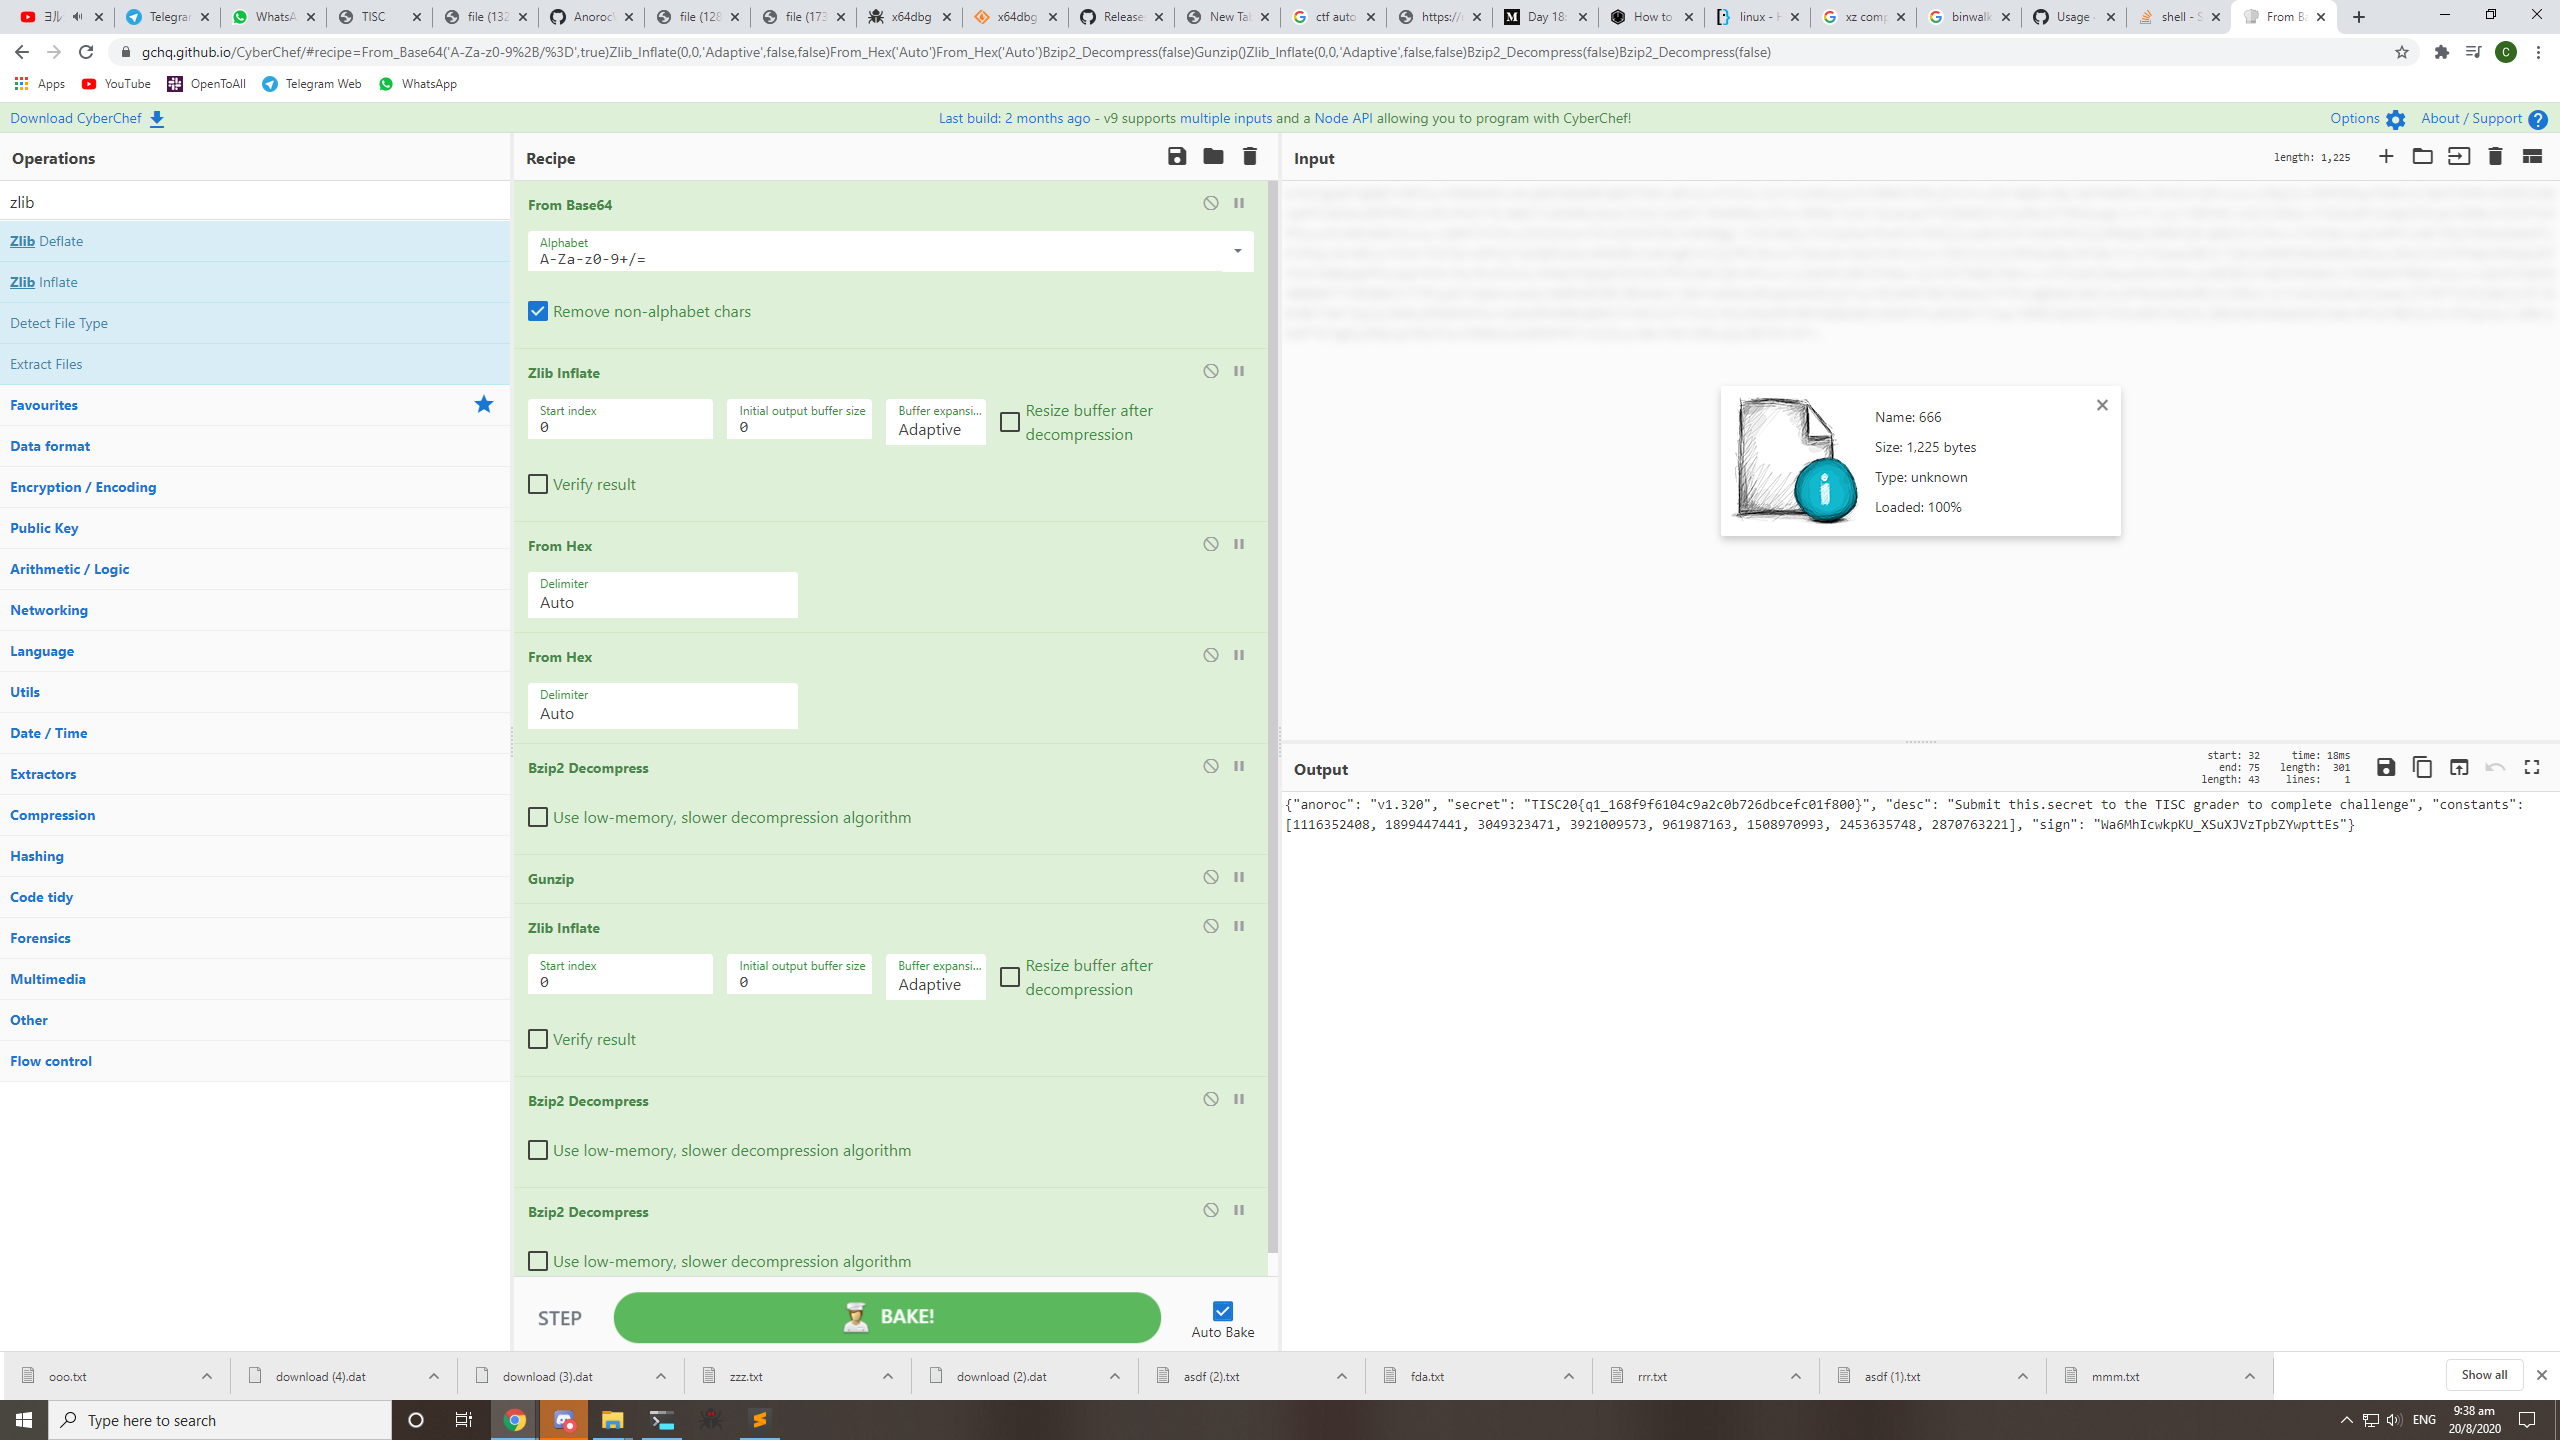 ヨル
Telegrar
WhatsA
TISC
file (132
Anoroc'
file (128
file (173
x64dbg
x64dbg
Release:
New Ta
ctf auto
https://
Day 18:
How to
linux - H
xz comp
binwalk
Usage
shell - S
From Ba
gchq.github.io/CyberChef/#recipe=From_Base64('A-Za-z0-9%2B/%3D',true)Zlib_Inflate(0,0,'Adaptive',false,false)From_Hex('Auto')From_Hex('Auto')Bzip2_Decompress(false)Gunzip()Zlib_Inflate(0,0,'Adaptive',false,false)Bzip2_Decompress(false)Bzip2_Decompress(false)
C
Apps
YouTube
OpenToAll
Telegram Web
WhatsApp
Download CyberChef
Last build: 2 months ago - v9 supports multiple inputs and a Node API allowing you to program with CyberChef!
Options
About / Support
Operations
zlib
Zlib Deflate
Zlib Inflate
Detect File Type
Extract Files
Favourites
Data format
Encryption / Encoding
Public Key
Arithmetic / Logic
Networking
Language
Utils
Date / Time
Extractors
Compression
Hashing
Code tidy
Forensics
Multimedia
Other
Flow control
Recipe
From Base64
Alphabet
A-Za-z0-9+/=
Remove non-alphabet chars
Zlib Inflate
Start index
0
Initial output buffer size
0
Buffer expansi...
Adaptive
Resize buffer after
decompression
Verify result
From Hex
Delimiter
Auto
From Hex
Delimiter
Auto
Bzip2 Decompress
Use low-memory, slower decompression algorithm
Gunzip
Zlib Inflate
Start index
0
Initial output buffer size
0
Buffer expansi...
Adaptive
Resize buffer after
decompression
Verify result
Bzip2 Decompress
Use low-memory, slower decompression algorithm
Bzip2 Decompress
Use low-memory, slower decompression algorithm
STEP
BAKE!
Auto Bake
Input
length: 1,225
Name: 666
Size: 1,225 bytes
Type: unknown
Loaded: 100%
Output
start: 32
end: 75
length: 43
time: 18ms
length: 301
lines: 1
{"anoroc": "v1.320", "secret": "TISC20{q1_168f9f6104c9a2c0b726dbcefc01f800}", "desc": "Submit this.secret to the TISC grader to complete challenge", "constants":
[1116352408, 1899447441, 3049323471, 3921009573, 961987163, 1508970993, 2453635748, 2870763221], "sign": "Wa6MhIcwkpKU_XSuXJVzTpbZYwpttEs"}
ooo.txt
download (4).dat
download (3).dat
zzz.txt
download (2).dat
asdf (2).txt
fda.txt
rrr.txt
asdf (1).txt
mmm.txt
Show all
Type here to search
ENG
9:38 am
20/8/2020